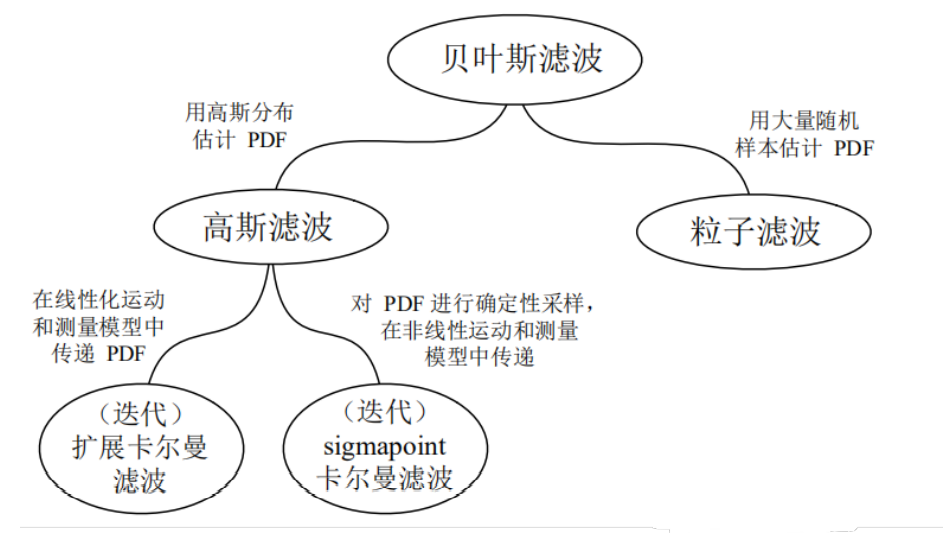 贝叶斯滤波
用高斯分布
估计 PDF
用大量随机
样本估计 PDF
高斯滤波
粒子滤波
在线性化运动
和测量模型中
传递 PDF
对 PDF 进行确定性采样，
在非线性运动和测量
模型中传递
（迭代）
扩展卡尔曼
滤波
（迭代）
sigmapoint
卡尔曼滤波